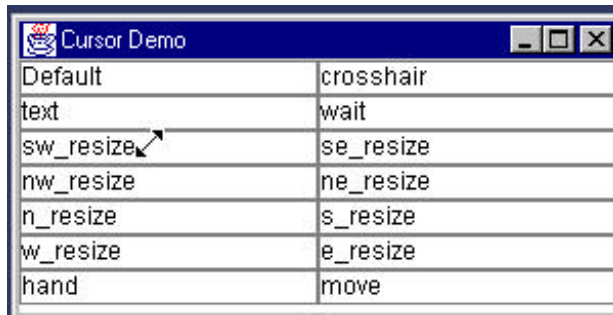 Cursor Demo
Default crosshair
text wait
sw_resize se_resize
nw_resize ne_resize
n_resize s_resize
w_resize e_resize
hand move